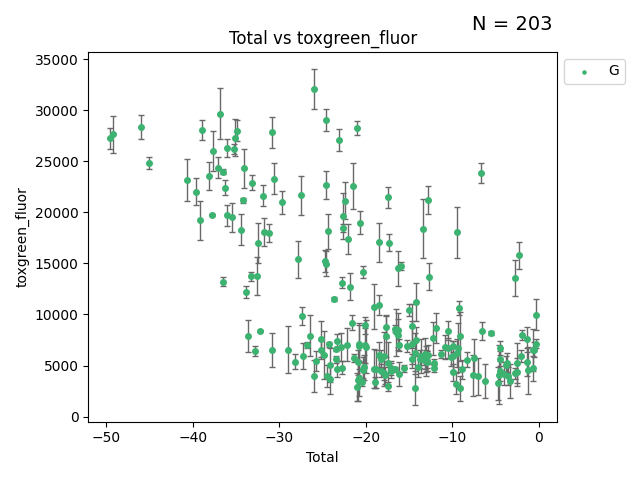 N = 203
Total vs toxgreen_fluor
G
35000
30000
25000
20000
15000
10000
5000
0
toxgreen_fluor
−50 −40 −30 −20 −10 0
Total